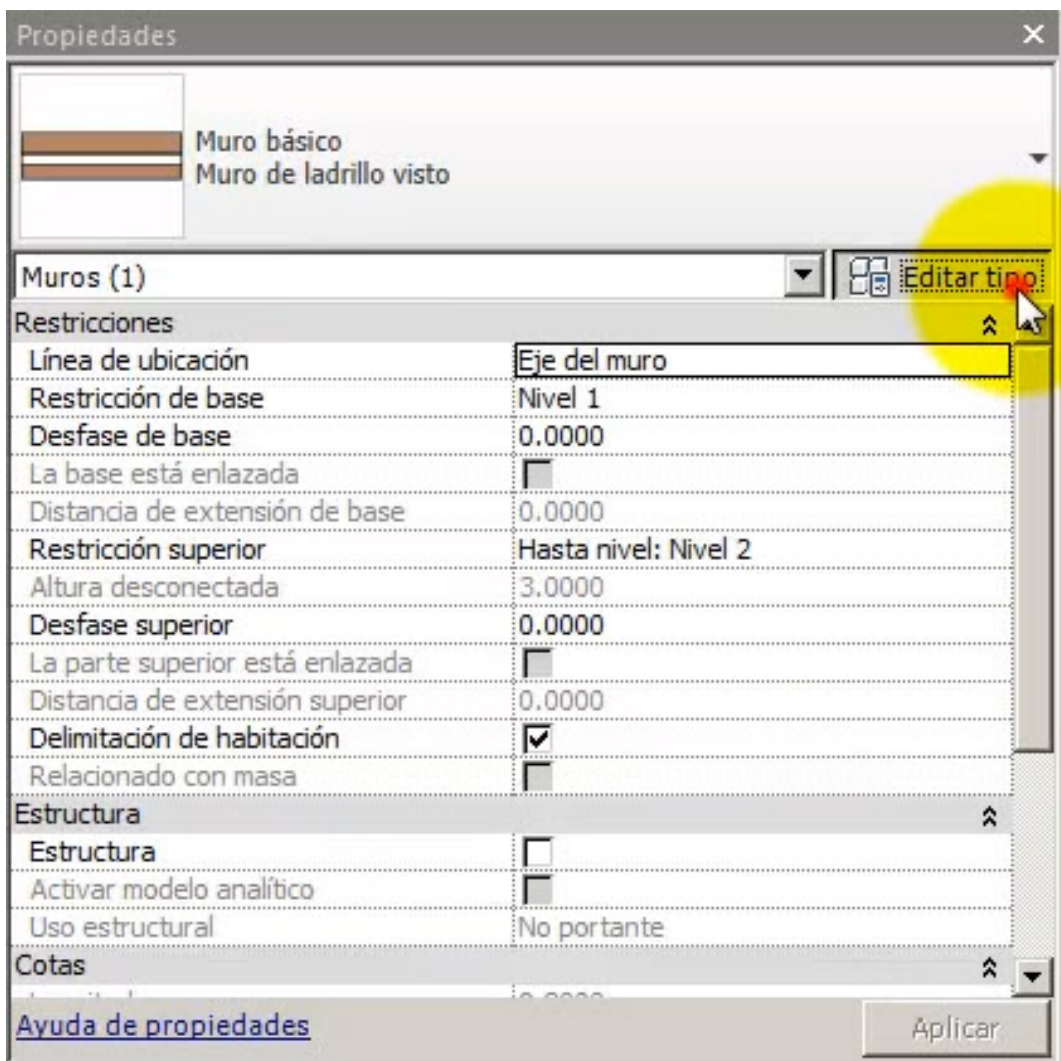 Propiedades
Muro básico
Muro de ladrillo visto
Muros (1)
Editar tipo
Restricciones
Línea de ubicación Eje del muro
Restricción de base Nivel 1
Desfase de base 0.0000
La base está enlazada
Distancia de extensión de base 0.0000
Restricción superior Hasta nivel: Nivel 2
Altura desconectada 3.0000
Desfase superior 0.0000
La parte superior está enlazada
Distancia de extensión superior 0.0000
Delimitación de habitación
Relacionado con masa
Estructura
Estructura
Activar modelo analítico
Uso estructural No portante
Cotas
Ayuda de propiedades
Aplicar